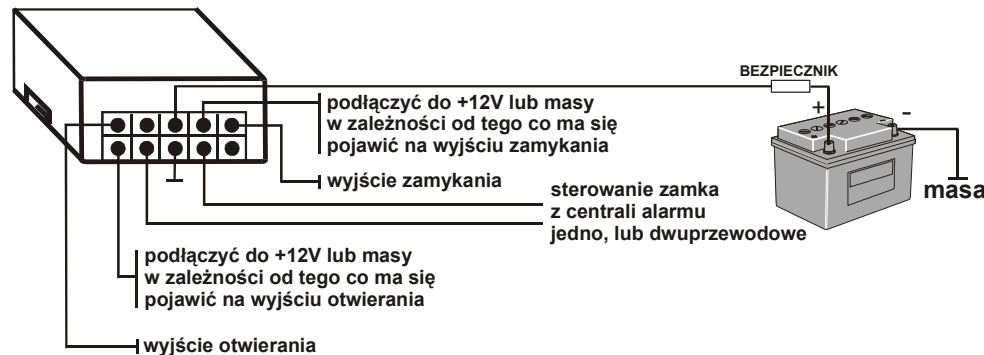 BEZPIECZNIK
+
-
podłączyć do +12V lub masy
w zależności od tego co ma się
pojawić na wyjściu zamykania
wyjście zamykania
masa
sterowanie zamka
z centrali alarmu
jedno, lub dwuprzewodowe
podłączyć do +12V lub masy
w zależności od tego co ma się
pojawić na wyjściu otwierania
wyjście otwierania